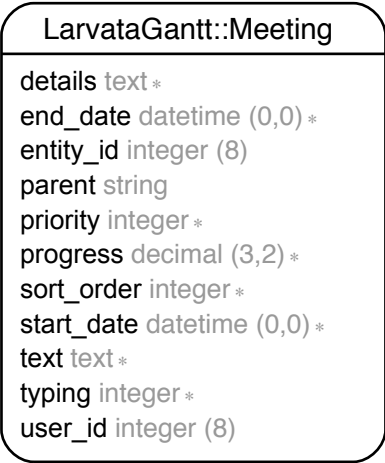 LarvataGantt::Meeting
details text *
end_date datetime (0,0) *
entity_id integer (8)
parent string
priority integer *
progress decimal (3,2) *
sort_order integer *
start_date datetime (0,0) *
text text *
typing integer *
user_id integer (8)